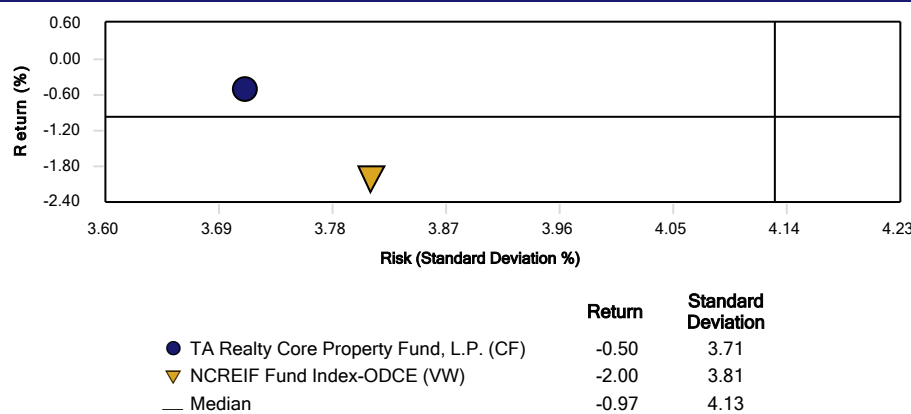 0.60
0.00
-0.60
-1.20
-1.80
-2.40
Return (%)
3.60 3.69 3.78 3.87 3.96 4.05 4.14 4.23
Risk (Standard Deviation %)
Return Standard Deviation
TA Realty Core Property Fund, L.P. (CF) -0.50 3.71
NCREIF Fund Index-ODCE (VW) -2.00 3.81
Median -0.97 4.13